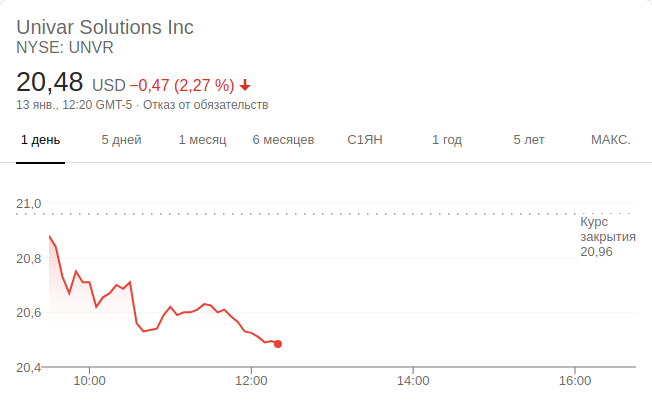 Univar Solutions Inc
NYSE: UNVR
20,48 USD −0,47 (2,27 %)
13 янв., 12:20 GMT-5 · Отказ от обязательств
1 день 5 дней 1 месяц 6 месяцев С1ЯН 1 год 5 лет МАКС.
21,0
Курс
закрытия
20,96
20,8
20,6
20,4
10:00 12:00 14:00 16:00